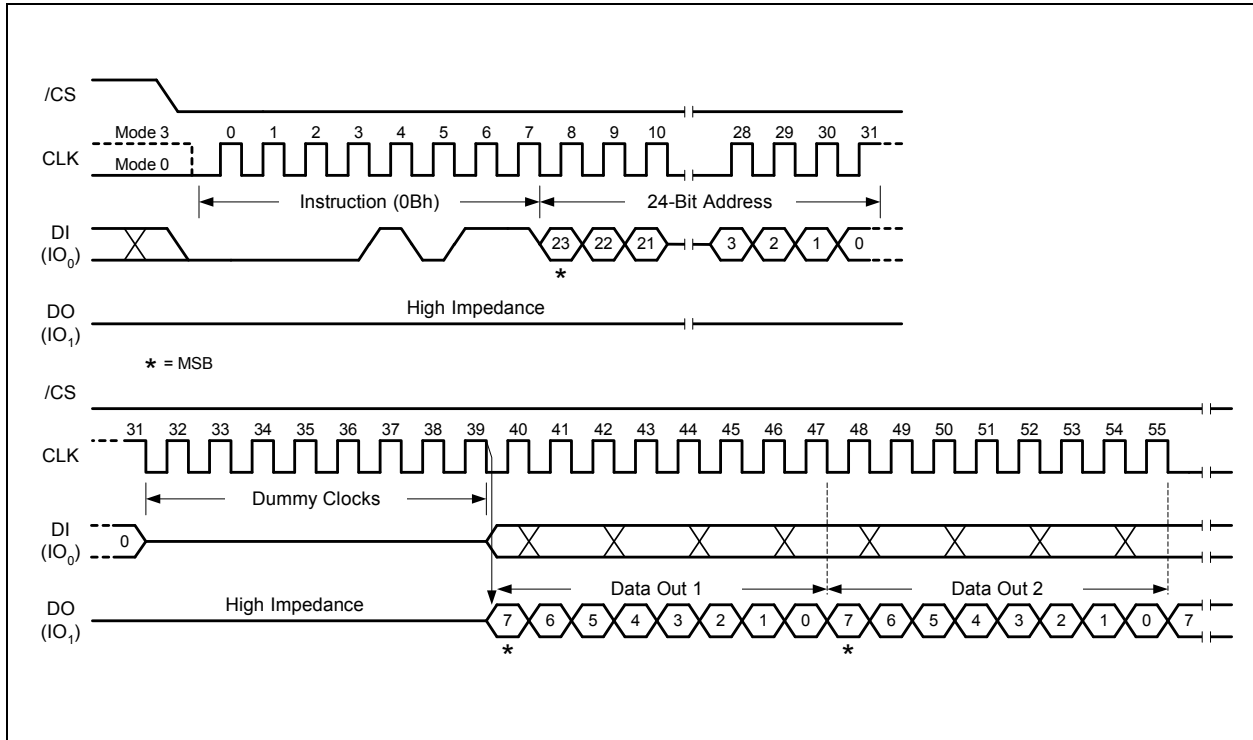 /CS
Mode 3 0 1 2 3 4 5 6 7 8 9 10 28 29 30 31
CLK
Mode 0
Instruction (0Bh) 24-Bit Address
DI
(IO0)
23 22 21 3 2 1 0
*
High Impedance
DO
(IO1)
* = MSB
/CS
31 32 33 34 35 36 37 38 39 40 41 42 43 44 45 46 47 48 49 50 51 52 53 54 55
CLK
Dummy Clocks
DI
(IO0)
0
Data Out 1 Data Out 2
High Impedance
DO
(IO1)
7 6 5 4 3 2 1 0 7 6 5 4 3 2 1 0 7
* *